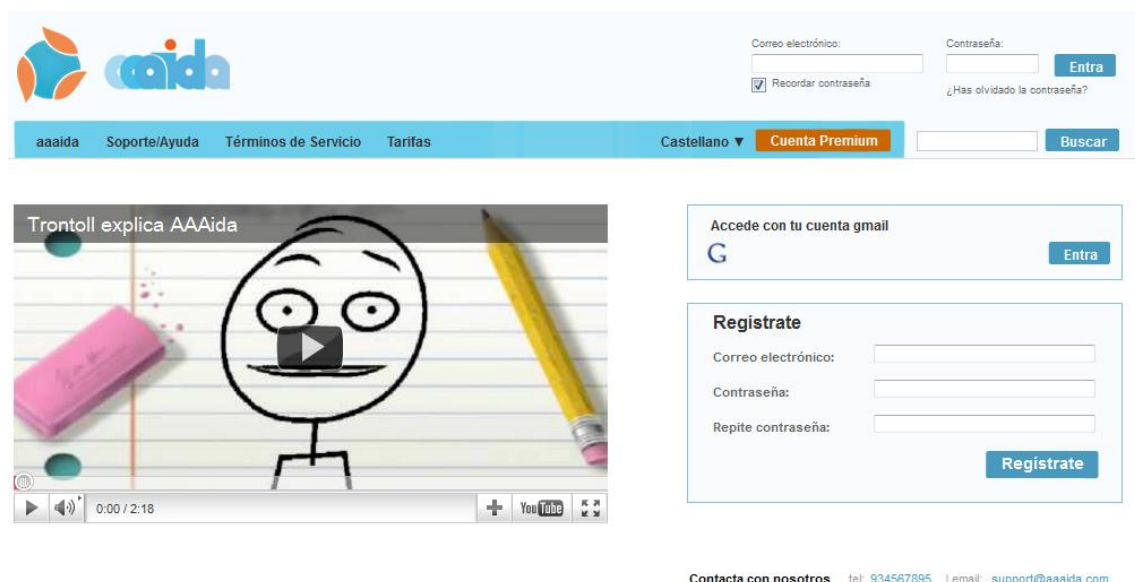 aaaida
Correo electrónico:
Contraseña:
Entra
Recordar contraseña
¿Has olvidado la contraseña?
aaaida Soporte/Ayuda Términos de Servicio Tarifas Castellano ▼ Cuenta Premium Buscar
Trontoll explica AAAida
0:00 / 2:18
YouTube
Accede con tu cuenta gmail
G
Entra
Regístrate
Correo electrónico:
Contraseña:
Repite contraseña:
Regístrate
Contacta con nosotros tel: 934567895 | email: support@aaaida.com